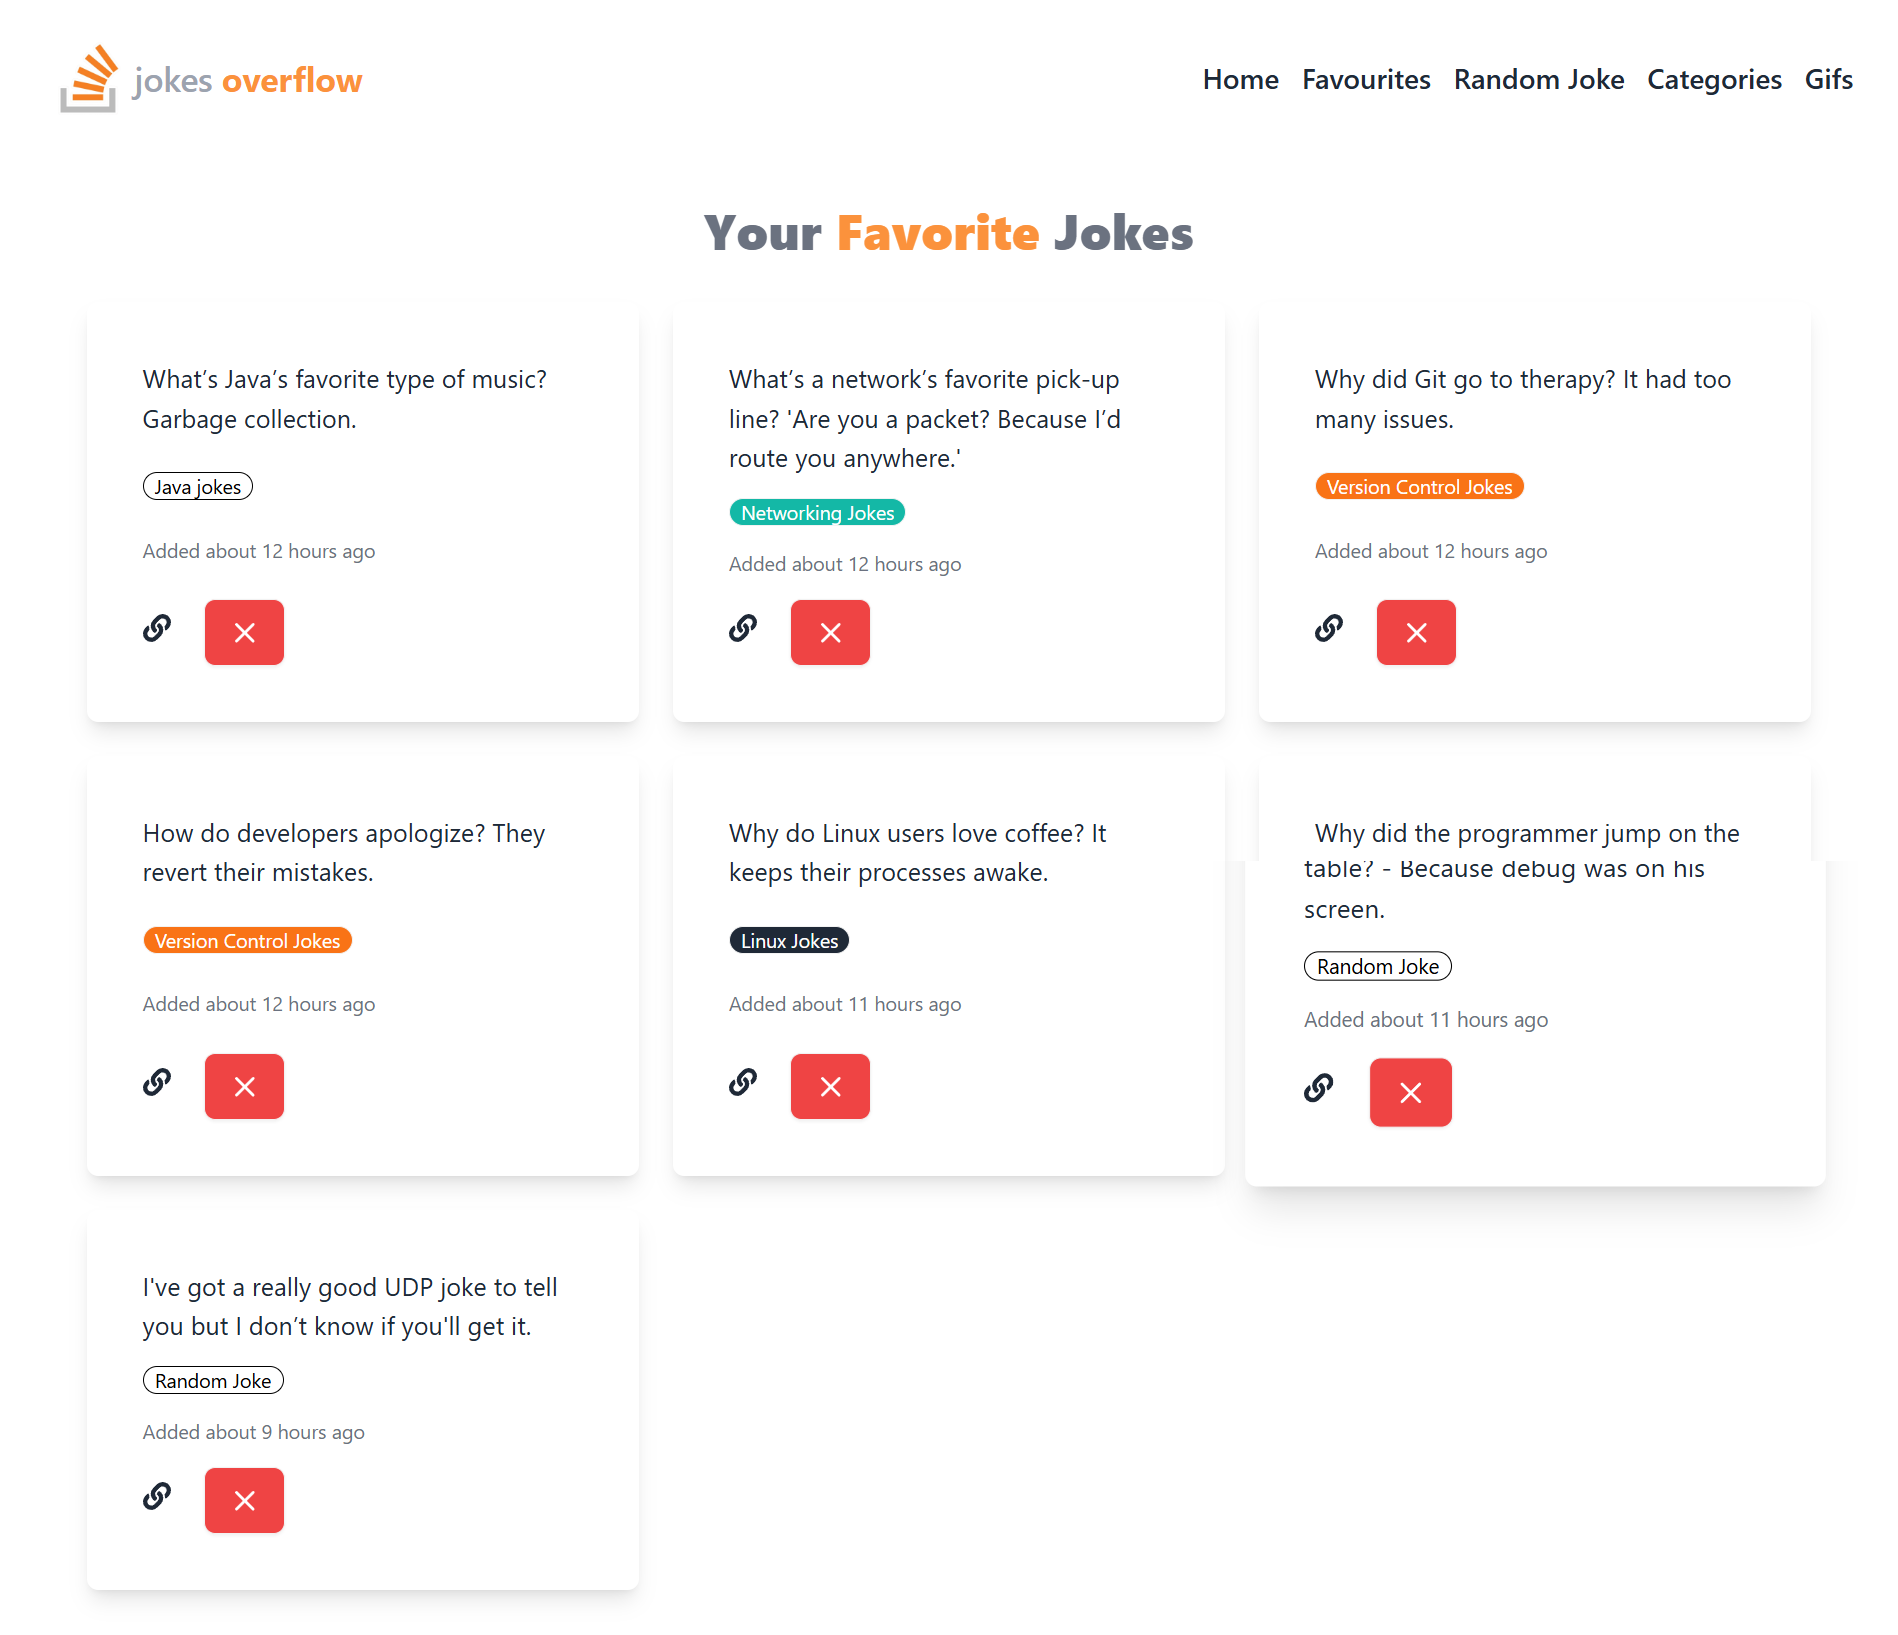 jokes overflow
Home Favourites Random Joke Categories Gifs
Your Favorite Jokes
What’s Java’s favorite type of music?
Garbage collection.
Java jokes
Added about 12 hours ago
What’s a network’s favorite pick-up
line? 'Are you a packet? Because I’d
route you anywhere.'
Networking Jokes
Added about 12 hours ago
Why did Git go to therapy? It had too
many issues.
Version Control Jokes
Added about 12 hours ago
How do developers apologize? They
revert their mistakes.
Version Control Jokes
Added about 12 hours ago
Why do Linux users love coffee? It
keeps their processes awake.
Linux Jokes
Added about 11 hours ago
Why did the programmer jump on the
table? - Because debug was on his
screen.
Random Joke
Added about 11 hours ago
I've got a really good UDP joke to tell
you but I don’t know if you'll get it.
Random Joke
Added about 9 hours ago